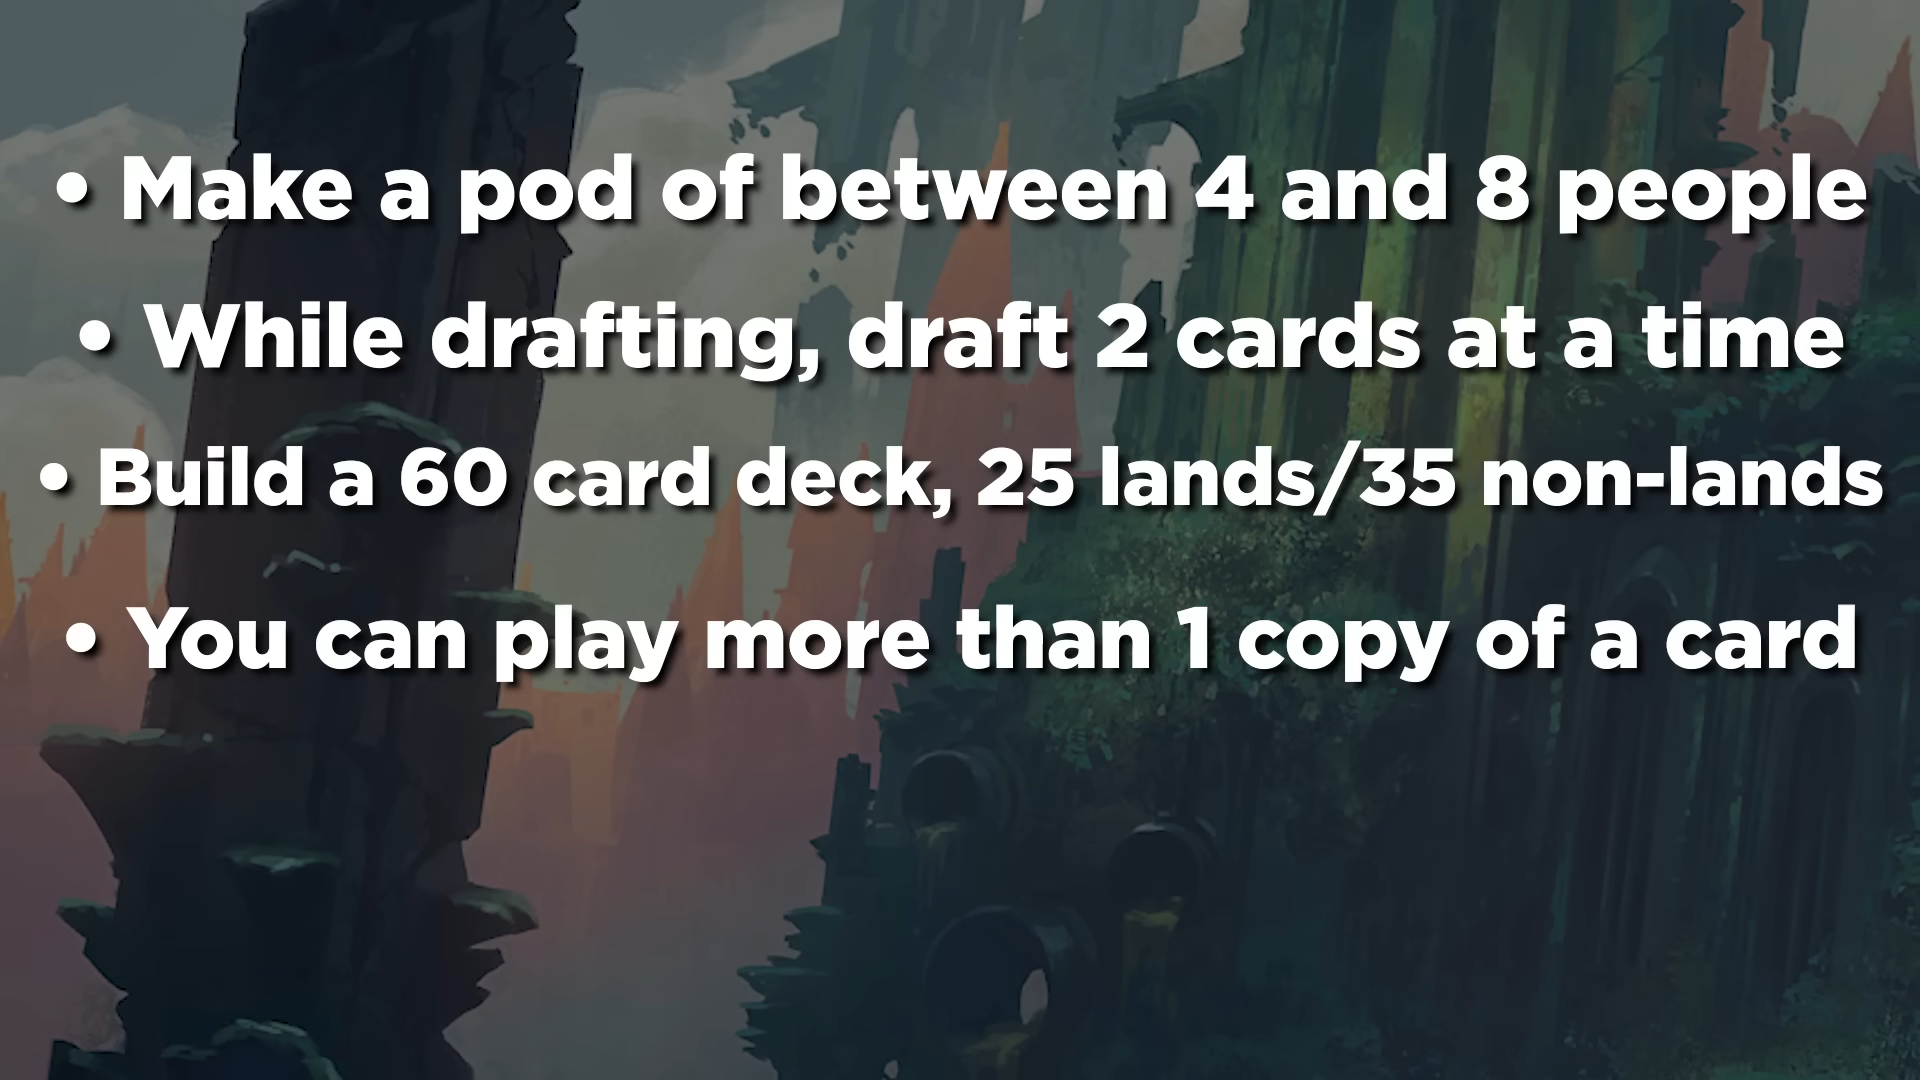 • Make a pod of between 4 and 8 people
• While drafting, draft 2 cards at a time
• Build a 60 card deck, 25 lands/35 non-lands
• You can play more than 1 copy of a card